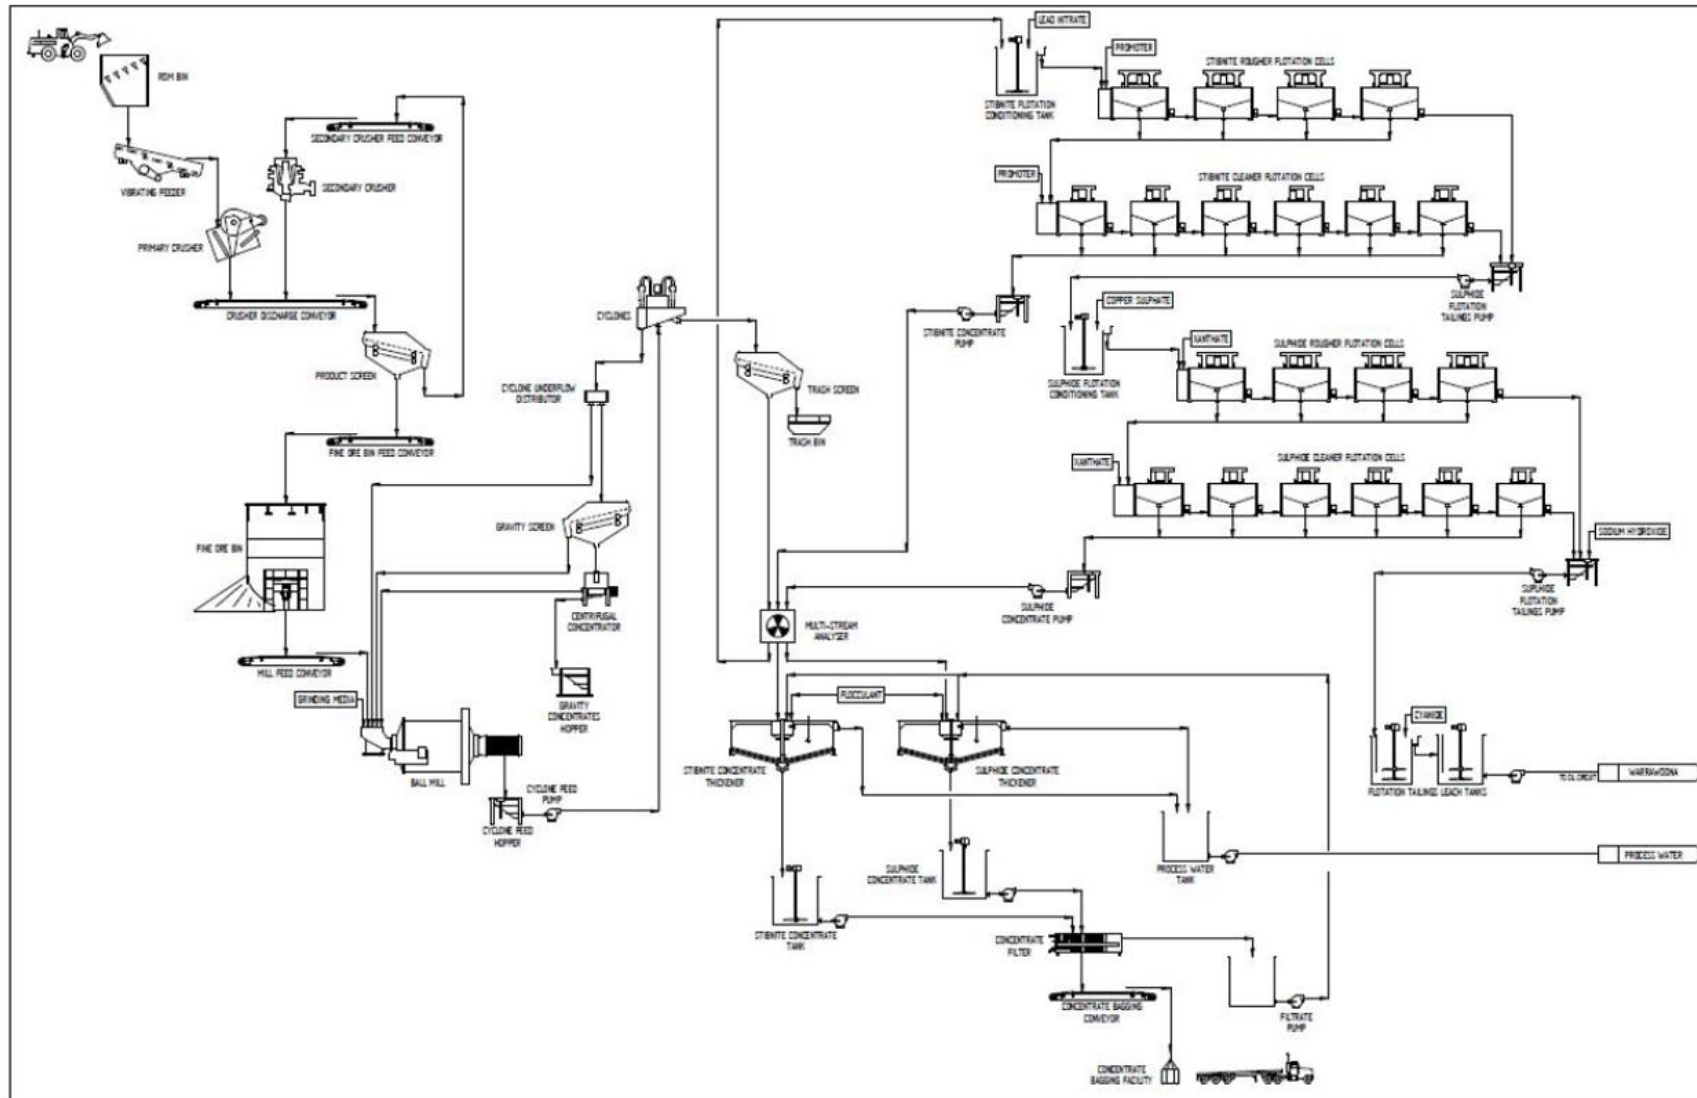 LEAD NITRATE
PROMOTER
STIBNITE ROUGHER FLOTATION CELLS
STIBNITE FLOTATION
CONDITIONING TANK
ROM BIN
SECONDARY CRUSHER FEED CONVEYOR
VIBRATING FEEDER
SECONDARY CRUSHER
PROMOTER
STIBNITE CLEANER FLOTATION CELLS
PRIMARY CRUSHER
CRUSHER DISCHARGE CONVEYOR
CYCLONES
STIBNITE CONCENTRATE
PUMP
COPPER SULPHATE
SULPHIDE
FLOTATION
TAILINGS PUMP
PRODUCT SCREEN
XANTHATE
SULPHIDE ROUGHER FLOTATION CELLS
CYCLONE UNDERFLOW
DISTRIBUTOR
TRASH SCREEN
SULPHIDE FLOTATION
CONDITIONING TANK
TRASH BIN
FINE ORE BIN FEED CONVEYOR
XANTHATE
SULPHIDE CLEANER FLOTATION CELLS
GRAVITY SCREEN
FINE ORE BIN
SODIUM HYDROXIDE
CENTRIFUGAL
CONCENTRATOR
MULTI-STREAM
ANALYSER
SULPHIDE
CONCENTRATE PUMP
SULPHIDE
FLOTATION
TAILINGS PUMP
MILL FEED CONVEYOR
GRINDING MEDIA
GRAVITY
CONCENTRATES
HOPPER
FLOCCULANT
CYANIDE
BALL MILL
CYCLONE FEED
PUMP
CYCLONE FEED
HOPPER
STIBNITE CONCENTRATE
THICKENER
SULPHIDE CONCENTRATE
THICKENER
FLOTATION TAILINGS LEACH TANKS
TO CIL CIRCUIT
WARRAWOONA
SULPHIDE
CONCENTRATE TANK
PROCESS WATER
TANK
PROCESS WATER
STIBNITE CONCENTRATE
TANK
CONCENTRATE
FILTER
CONCENTRATE BAGGING
CONVEYOR
FILTRATE
PUMP
CONCENTRATE
BAGGING FACILITY